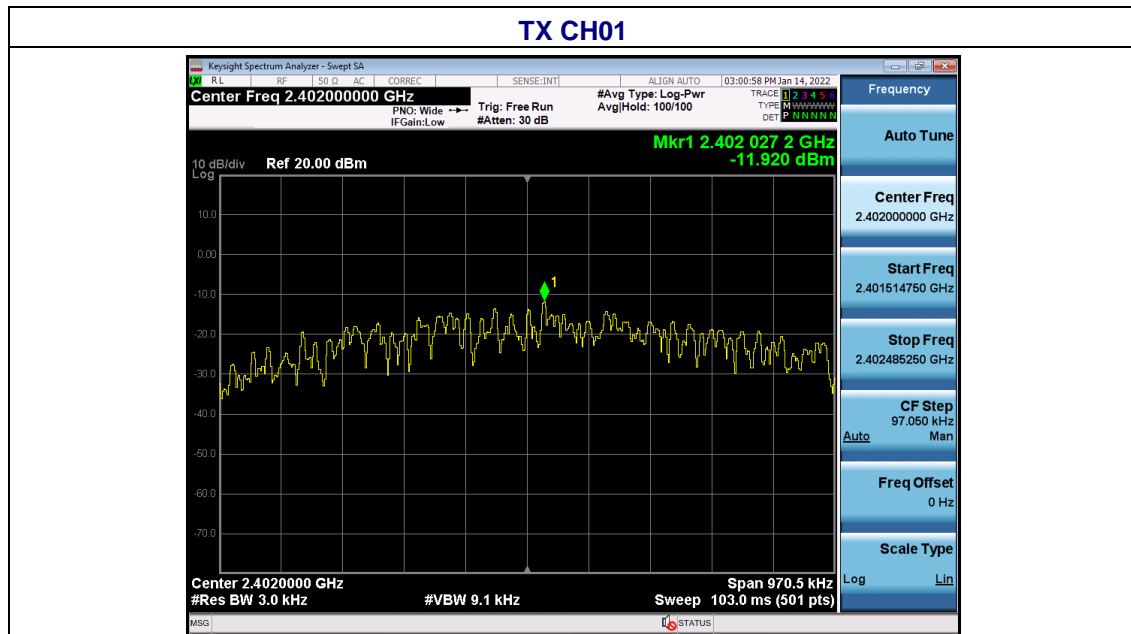 TX CH01
Keysight Spectrum Analyzer - Swept SA
LXI RL RF 50 Ω AC CORREC SENSE:INT ALIGN AUTO 03:00:58 PM Jan 14, 2022
Center Freq 2.402000000 GHz
PNO: Wide
IFGain:Low
Trig: Free Run
#Atten: 30 dB
#Avg Type: Log-Pwr
Avg|Hold: 100/100
TRACE 1 2 3 4 5 6
TYPE M WWWWW
DET P N N N N N
Mkr1 2.402 027 2 GHz
-11.920 dBm
10 dB/div Ref 20.00 dBm
Log
10.0
0.00
-10.0
-20.0
-30.0
-40.0
-50.0
-60.0
-70.0
1
Center 2.4020000 GHz Span 970.5 kHz
#Res BW 3.0 kHz #VBW 9.1 kHz Sweep 103.0 ms (501 pts)
MSG STATUS
Frequency
Auto Tune
Center Freq
2.402000000 GHz
Start Freq
2.401514750 GHz
Stop Freq
2.402485250 GHz
CF Step
97.050 kHz
Auto Man
Freq Offset
0 Hz
Scale Type
Log Lin